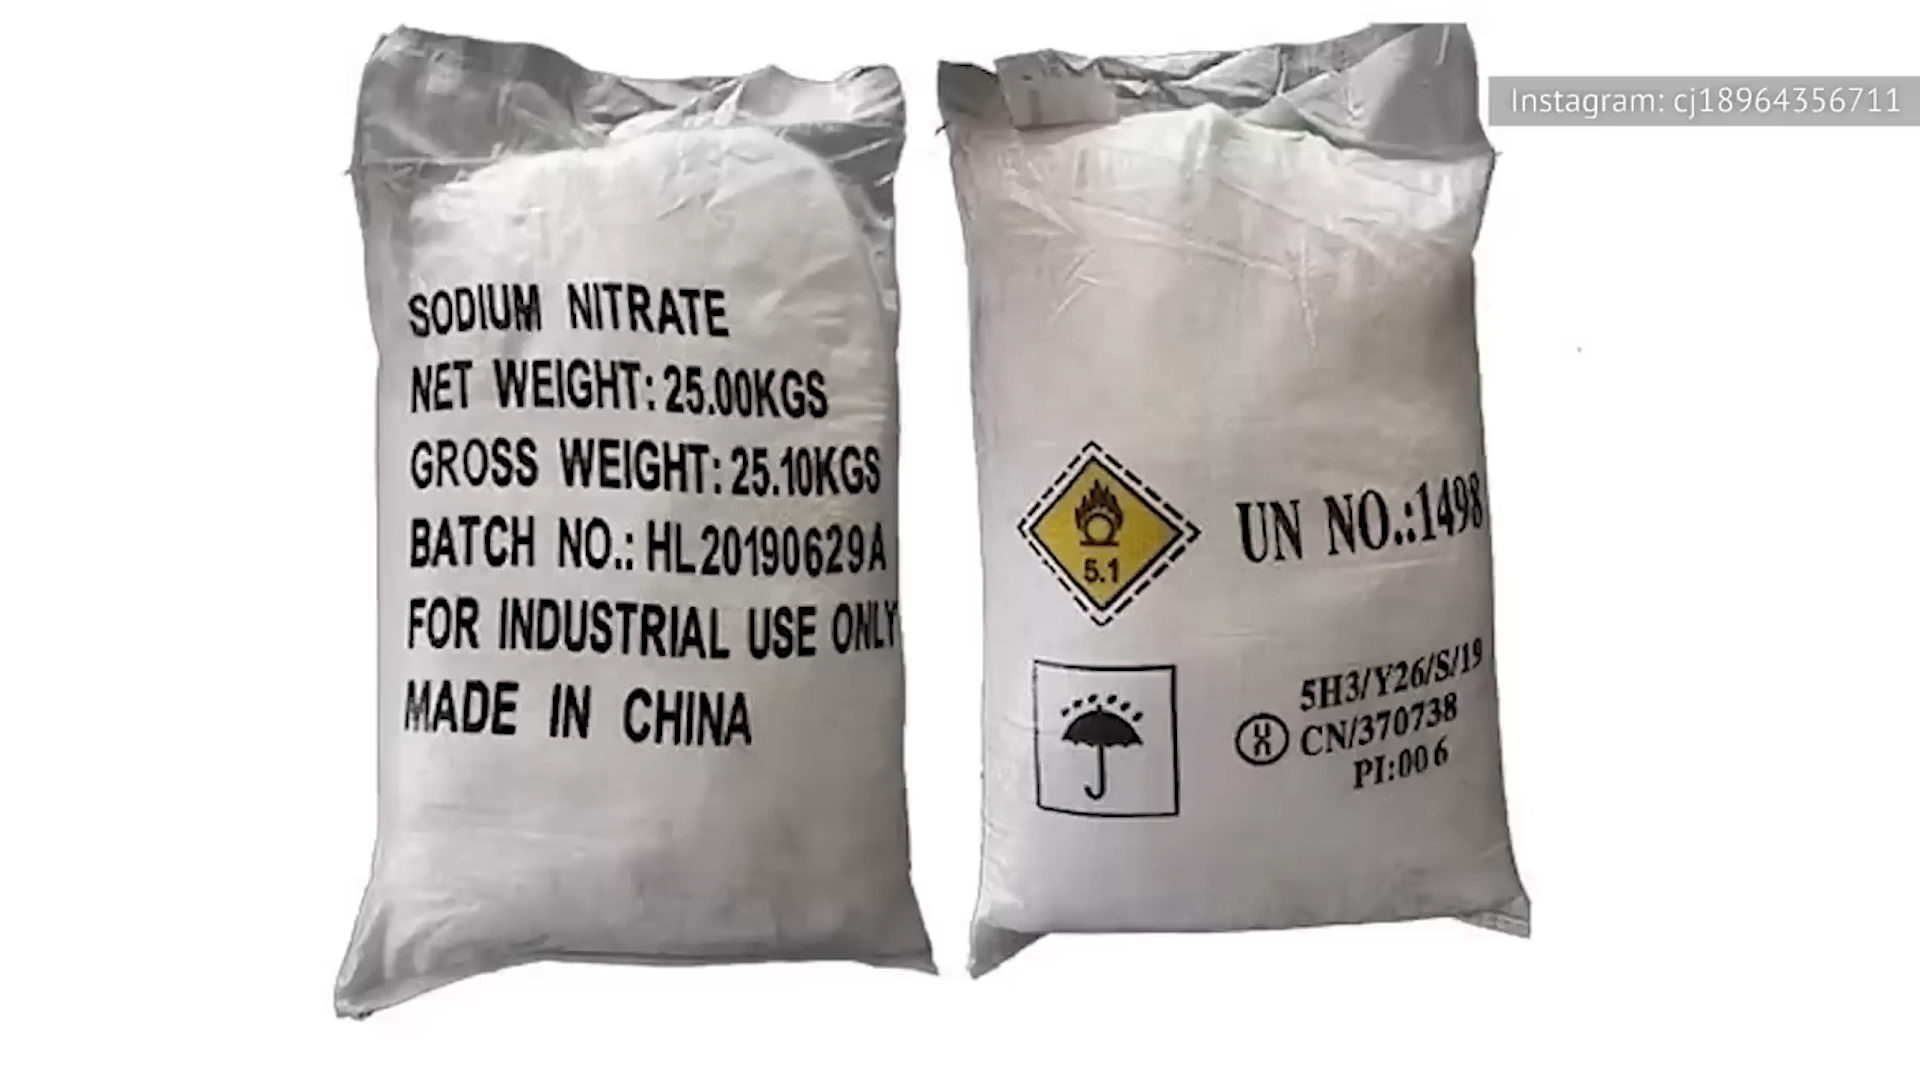 SODIUM NITRATE
NET WEIGHT: 25.00KGS
GROSS WEIGHT: 25.10KGS
BATCH NO.: HL20190629A
FOR INDUSTRIAL USE ONLY
MADE IN CHINA
Instagram: cj18964356711
5.1
UN NO.:1498
5H3/Y26/S/19
CN/370738
PI:006